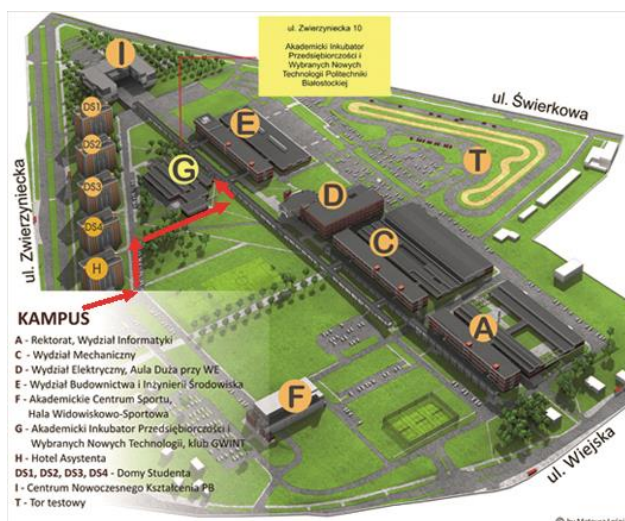 ul. Zwierzyniecka 10
Akademicki Inkubator
Przedsiębiorczości i
Wybranych Nowych
Technologii Politechniki
Białostockiej
ul. Świerkowa
I
DS1
DS2
DS3
DS4
H
E
G
T
D
C
A
F
ul. Zwierzyniecka
ul. Wiejska
KAMPUS
A - Rektorat, Wydział Informatyki
C - Wydział Mechaniczny
D - Wydział Elektryczny, Aula Duża przy WE
E - Wydział Budownictwa i Inżynierii Środowiska
F - Akademickie Centrum Sportu,
Hala Widowiskowo-Sportowa
G - Akademicki Inkubator Przedsiębiorczości i
Wybranych Nowych Technologii, klub GWINT
H - Hotel Asystenta
DS1, DS2, DS3, DS4 - Domy Studenta
I - Centrum Nowoczesnego Kształcenia PB
T - Tor testowy